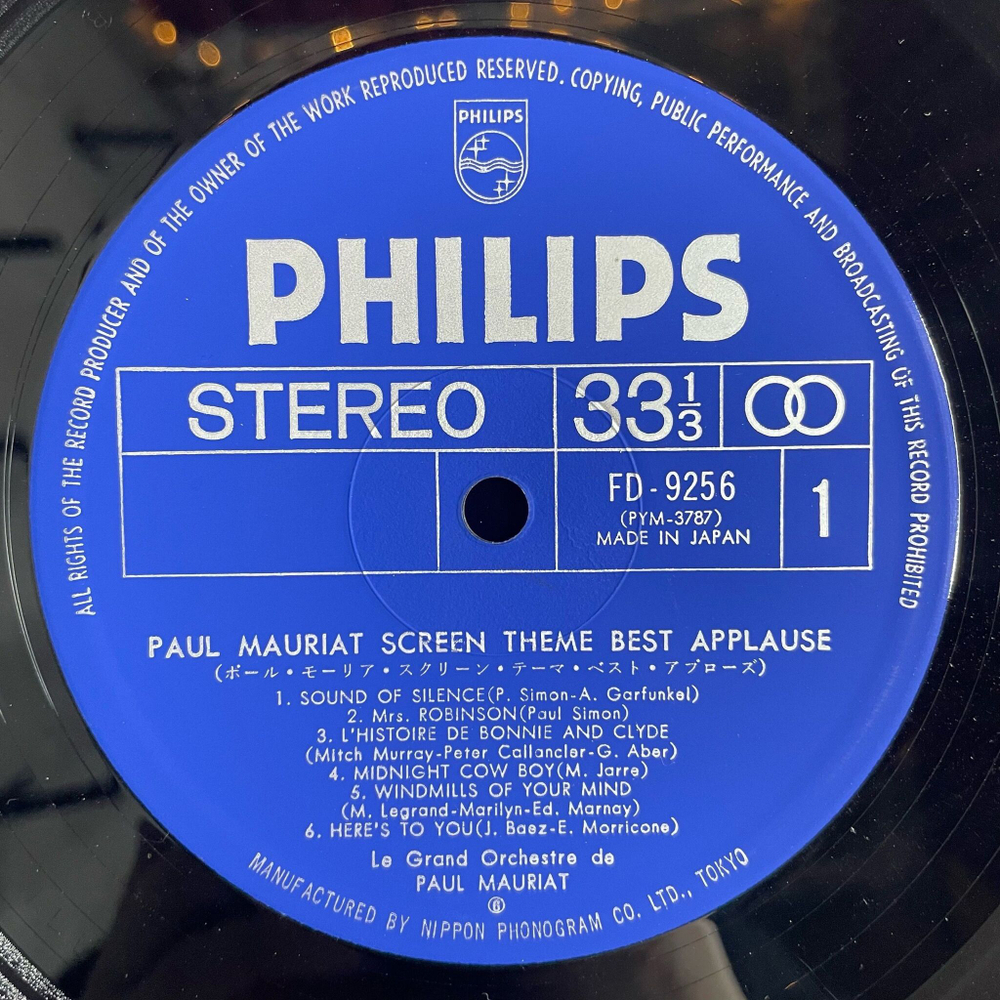 ALL RIGHTS OF THE RECORD PRODUCER AND OF THE OWNER OF THE WORK REPRODUCED RESERVED. COPYING, PUBLIC PERFORMANCE AND BROADCASTING OF THIS RECORD PROHIBITED
PHILIPS
PHILIPS
STEREO 33 1/3
FD-9256 1
(PYM-3787)
MADE IN JAPAN
PAUL MAURIAT SCREEN THEME BEST APPLAUSE
(ポール・モーリア・スクリーン・テーマ・ベスト・アプローズ)
1. SOUND OF SILENCE(P. Simon-A. Garfunkel)
2. Mrs. ROBINSON(Paul Simon)
3. L'HISTOIRE DE BONNIE AND CLYDE
(Mitch Murray-Peter Callancler-G. Aber)
4. MIDNIGHT COW BOY(M. Jarre)
5. WINDMILLS OF YOUR MIND
(M. Legrand-Marilyn-Ed. Marnay)
6. HERE'S TO YOU(J. Baez-E. Morricone)
Le Grand Orchestre de
PAUL MAURIAT
MANUFACTURED BY NIPPON PHONOGRAM CO. LTD., TOKYO